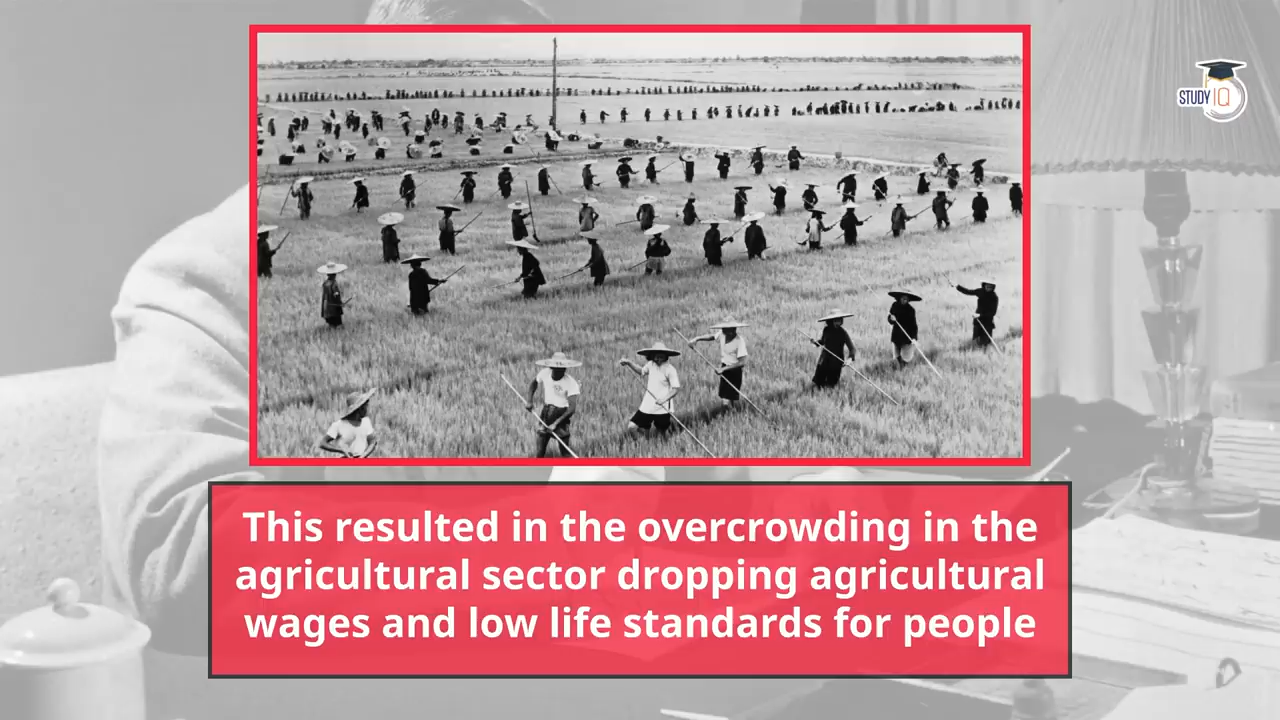 STUDY IQ
This resulted in the overcrowding in the
agricultural sector dropping agricultural
wages and low life standards for people